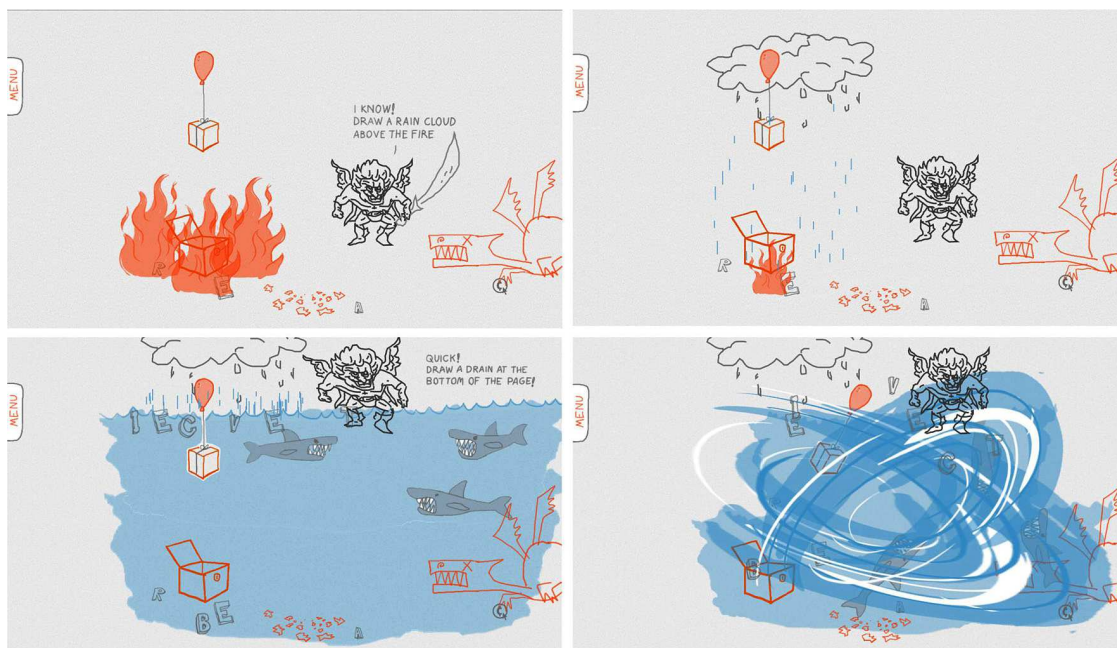 MENU
I KNOW!
DRAW A RAIN CLOUD
ABOVE THE FIRE
R
E
A
MENU
R
E
A
MENU
QUICK!
DRAW A DRAIN AT THE
BOTTOM OF THE PAGE!
I E C V E
R
B E
A
MENU
V
I
E
C
B
A